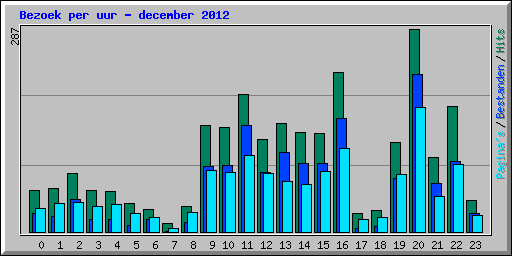 Bezoek per uur - december 2012
287
Pagina's / Bestanden / Hits
0 1 2 3 4 5 6 7 8 9 10 11 12 13 14 15 16 17 18 19 20 21 22 23